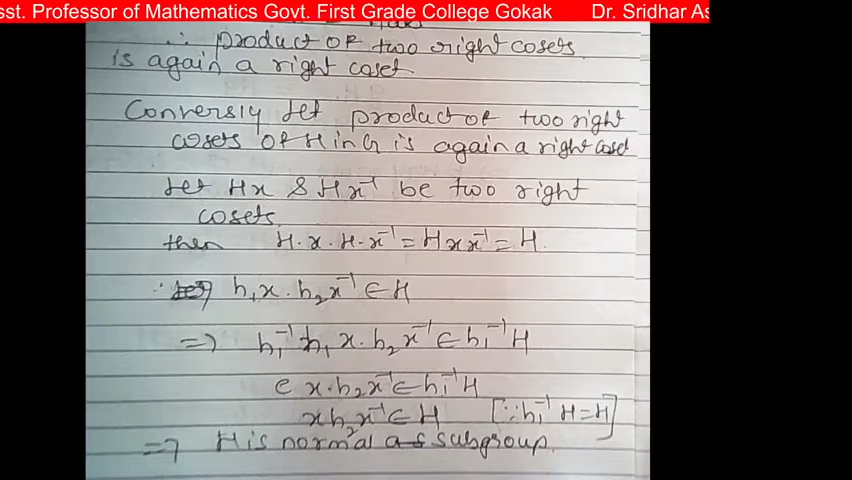 sst. Professor of Mathematics Govt. First Grade College Gokak Dr. Sridhar As
∴ product of two right cosets
is again a right coset.
Conversly let product of two right
cosets of H in G is again a right coset
let Hx & Hx⁻¹ be two right
cosets.
then H·x·H·x⁻¹ = Hxx⁻¹ = H.
∴ h₁x·h₂x⁻¹ ∈ H
=> h₁⁻¹h₁x·h₂x⁻¹ ∈ h₁⁻¹H
e x·h₂x⁻¹ ∈ h₁⁻¹H
xh₂x⁻¹ ∈ H [∵ h₁⁻¹H = H]
=> H is normal a subgroup.